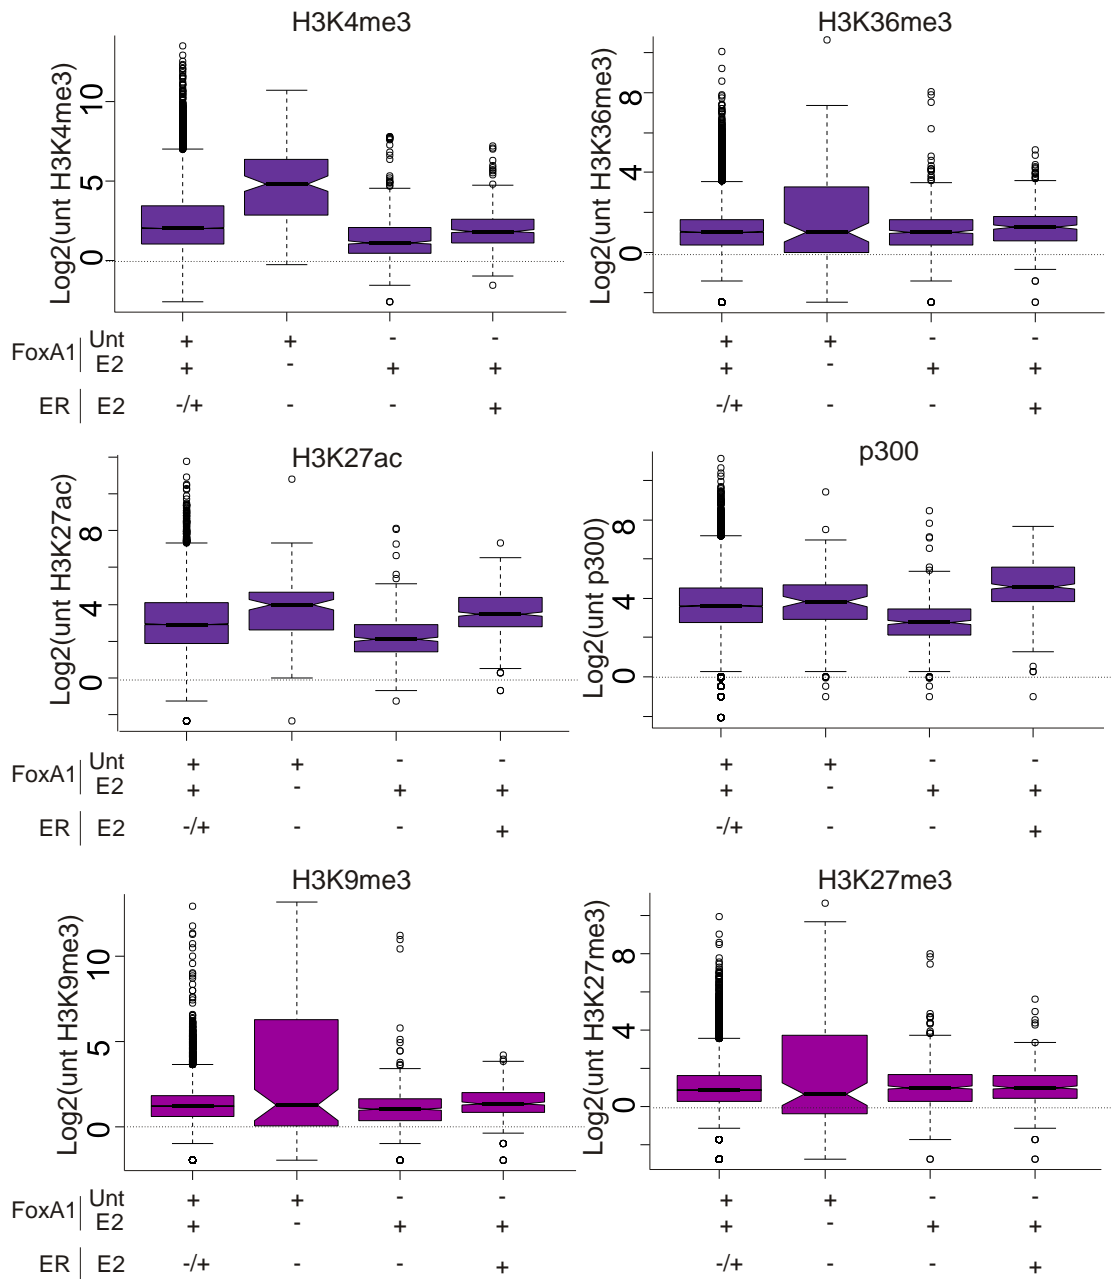 H3K4me3 H3K36me3
Log2(unt H3K4me3)
10
5
0
Log2(unt H3K36me3)
8
4
0
FoxA1 Unt + + - - + + - -
E2 + - + + + - + +
ER E2 -/+ - - + -/+ - - +
H3K27ac p300
Log2(unt H3K27ac)
8
4
0
Log2(unt p300)
8
4
0
FoxA1 Unt + + - - + + - -
E2 + - + + + - + +
ER E2 -/+ - - + -/+ - - +
H3K9me3 H3K27me3
Log2(unt H3K9me3)
10
5
0
Log2(unt H3K27me3)
8
4
0
FoxA1 Unt + + - - + + - -
E2 + - + + + - + +
ER E2 -/+ - - + -/+ - - +